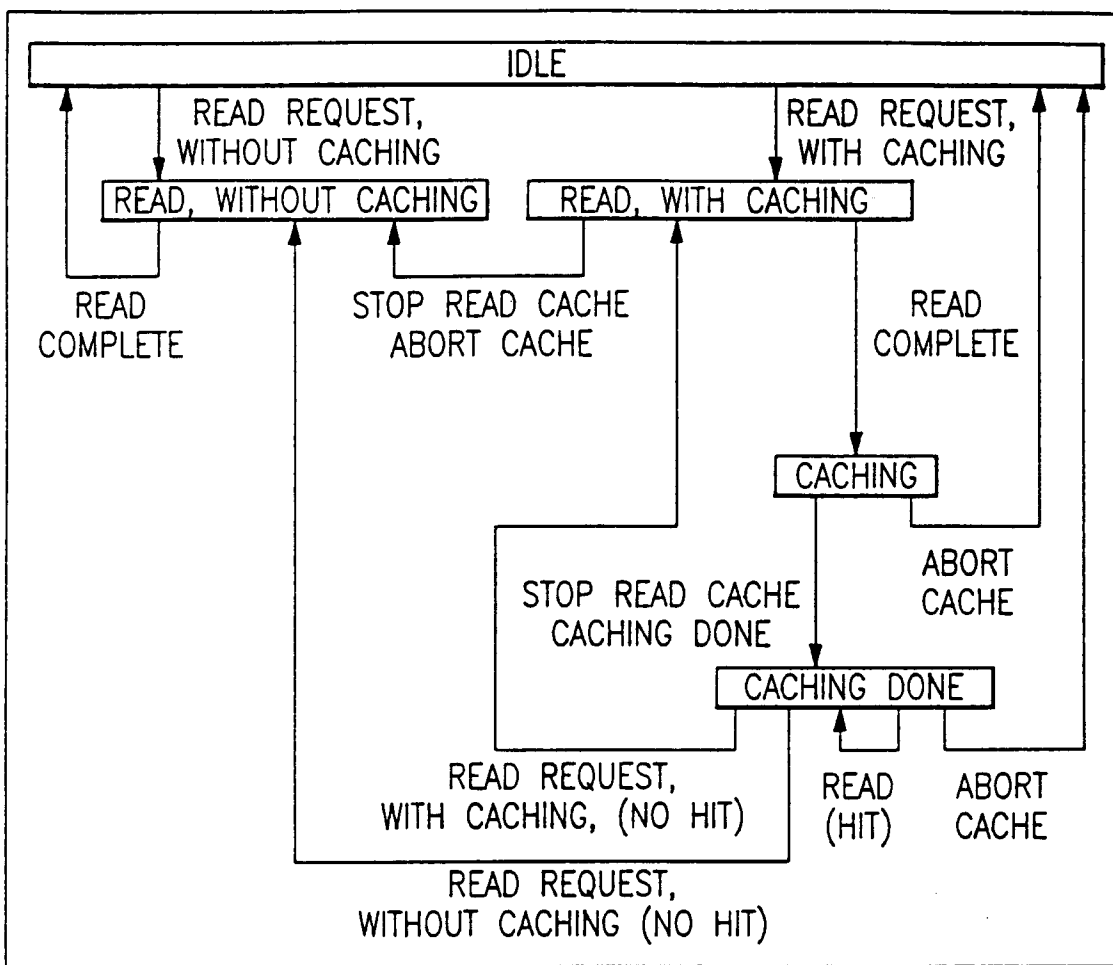 IDLE
READ REQUEST,
WITHOUT CACHING
READ REQUEST,
WITH CACHING
READ, WITHOUT CACHING
READ, WITH CACHING
READ
COMPLETE
STOP READ CACHE
ABORT CACHE
READ
COMPLETE
CACHING
ABORT
CACHE
STOP READ CACHE
CACHING DONE
CACHING DONE
READ REQUEST,
WITH CACHING, (NO HIT)
READ
(HIT)
ABORT
CACHE
READ REQUEST,
WITHOUT CACHING (NO HIT)